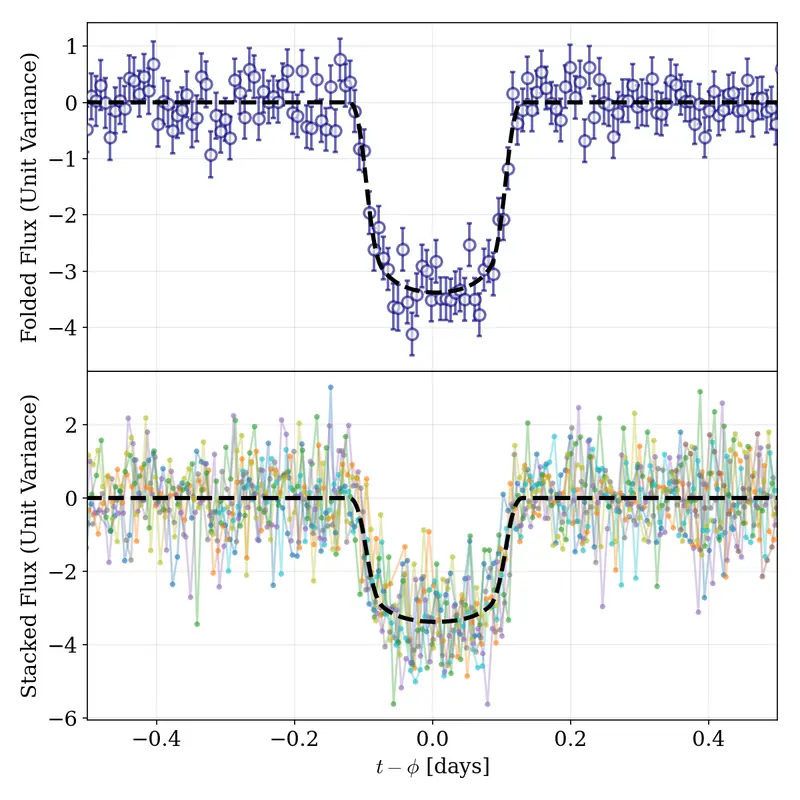 Folded Flux (Unit Variance)
1
0
−1
−2
−3
−4
Stacked Flux (Unit Variance)
2
0
−2
−4
−6
−0.4 −0.2 0.0 0.2 0.4
t − ϕ [days]